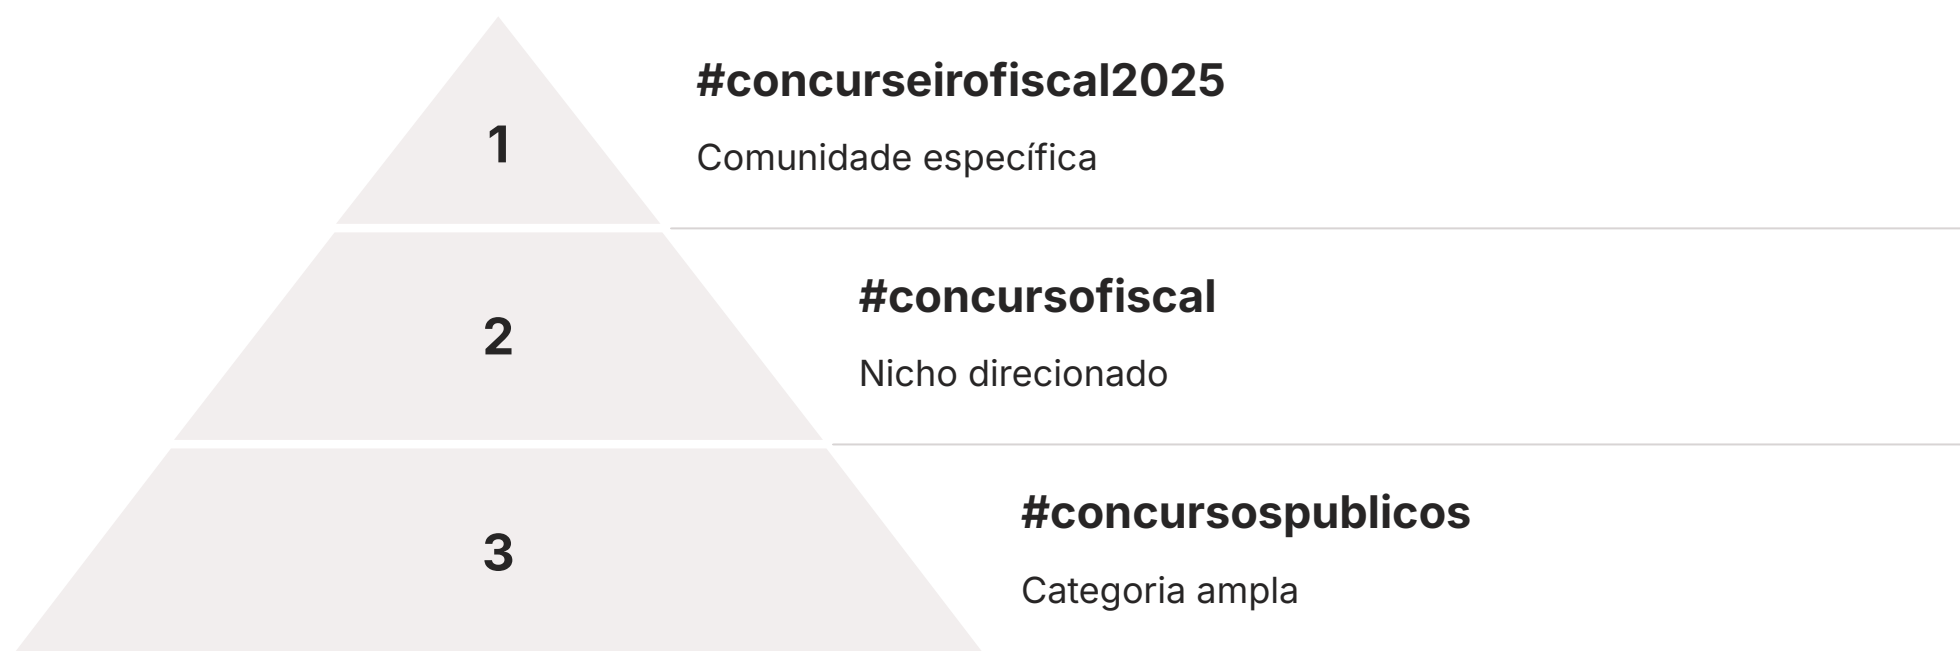 1
#concurseirofiscal2025
Comunidade específica
2
#concursofiscal
Nicho direcionado
3
#concursospublicos
Categoria ampla